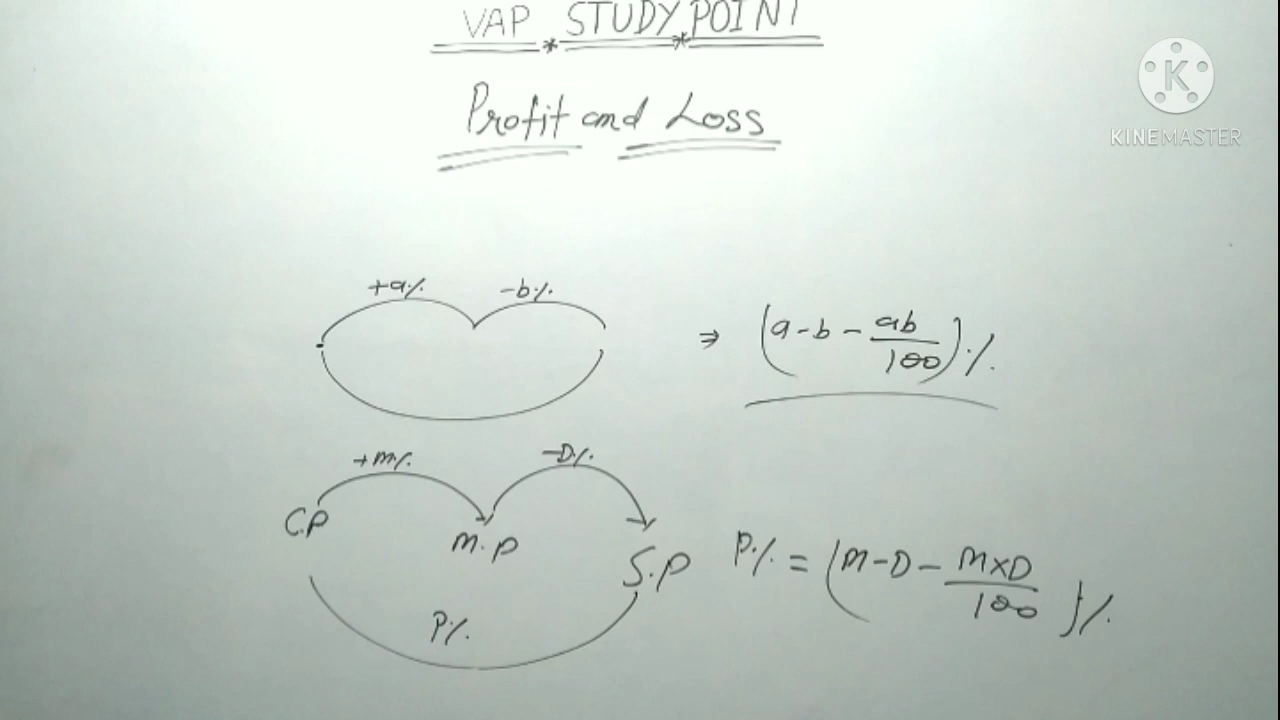 VAP * STUDY * POINT
Profit and Loss
K
KINEMASTER
+a% -b%
⇒ (a-b-ab/100)%
+m% -D%
C.P M.P S.P
P% = (M-D-M×D/100)%
P%